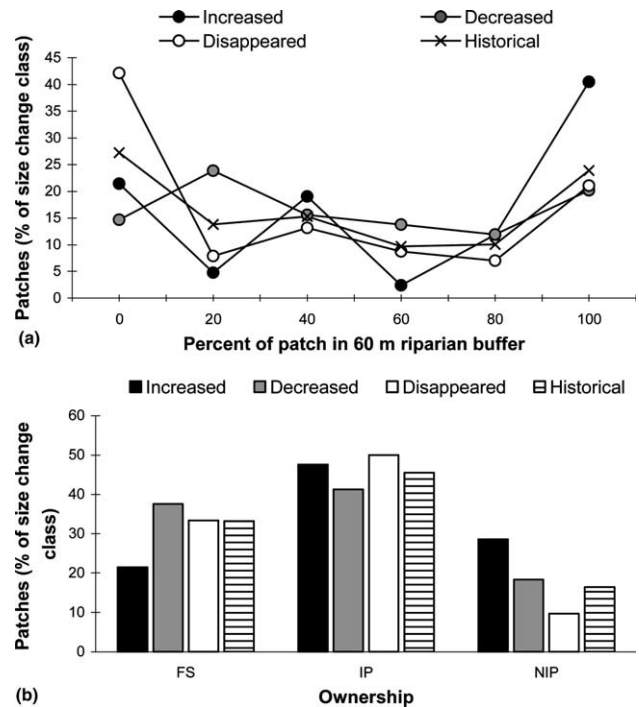 Increased Decreased
Disappeared Historical
Patches (% of size change class)
45
40
35
30
25
20
15
10
5
0
0 20 40 60 80 100
(a)
Percent of patch in 60 m riparian buffer
Increased Decreased Disappeared Historical
Patches (% of size change
class)
60
50
40
30
20
10
0
FS IP NIP
(b)
Ownership